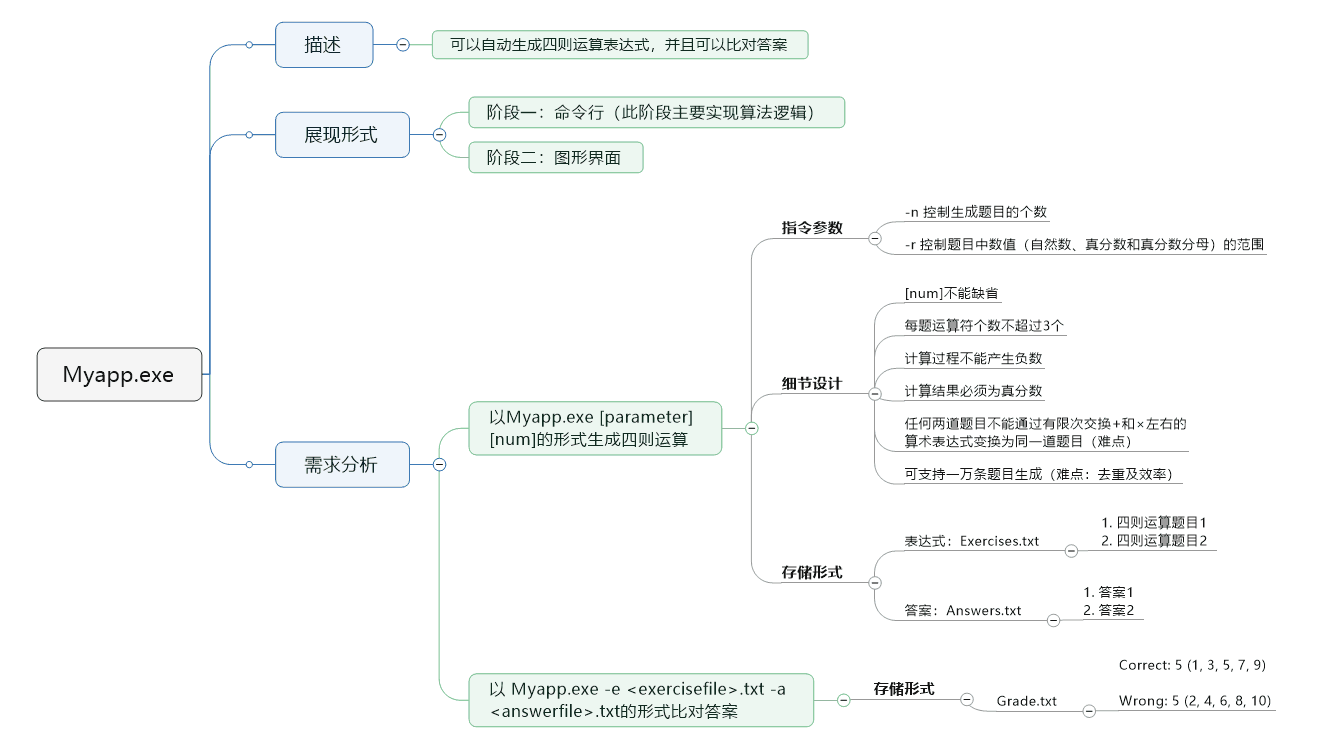 Myapp.exe
描述
可以自动生成四则运算表达式，并且可以比对答案
展现形式
阶段一：命令行（此阶段主要实现算法逻辑）
阶段二：图形界面
需求分析
以Myapp.exe [parameter]
[num]的形式生成四则运算
指令参数
-n 控制生成题目的个数
-r 控制题目中数值（自然数、真分数和真分数分母）的范围
细节设计
[num]不能缺省
每题运算符个数不超过3个
计算过程不能产生负数
计算结果必须为真分数
任何两道题目不能通过有限次交换+和×左右的
算术表达式变换为同一道题目（难点）
可支持一万条题目生成（难点：去重及效率）
存储形式
表达式：Exercises.txt
1. 四则运算题目1
2. 四则运算题目2
答案：Answers.txt
1. 答案1
2. 答案2
以 Myapp.exe -e <exercisefile>.txt -a
<answerfile>.txt的形式比对答案
存储形式
Grade.txt
Correct: 5 (1, 3, 5, 7, 9)
Wrong: 5 (2, 4, 6, 8, 10)